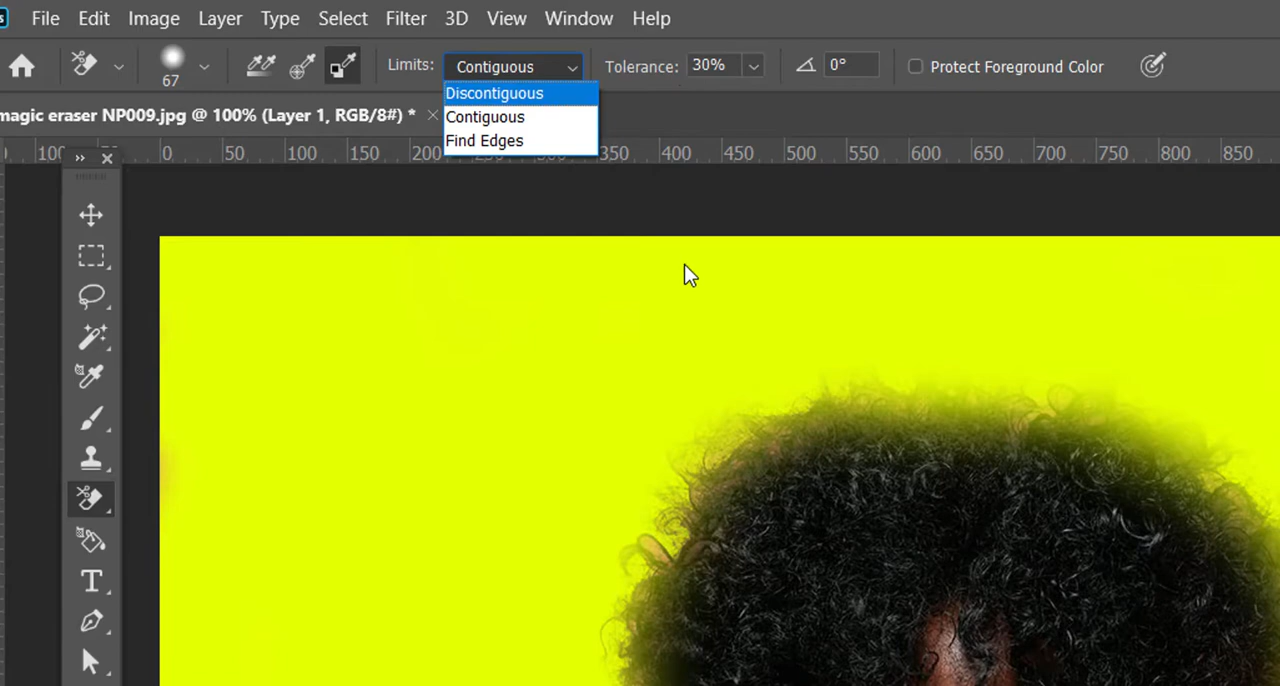 File Edit Image Layer Type Select Filter 3D View Window Help
67 Limits: Contiguous Tolerance: 30% 0° Protect Foreground Color
Discontiguous
Contiguous
Find Edges
magic eraser NP009.jpg @ 100% (Layer 1, RGB/8#) *
100 0 50 100 150 200 350 400 450 500 550 600 650 700 750 800 850
T